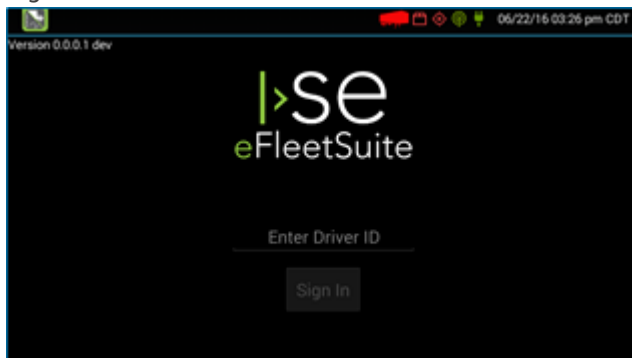 06/22/16 03:26 pm CDT
Version 0.0.0.1 dev
ise
eFleetSuite
Enter Driver ID
Sign In